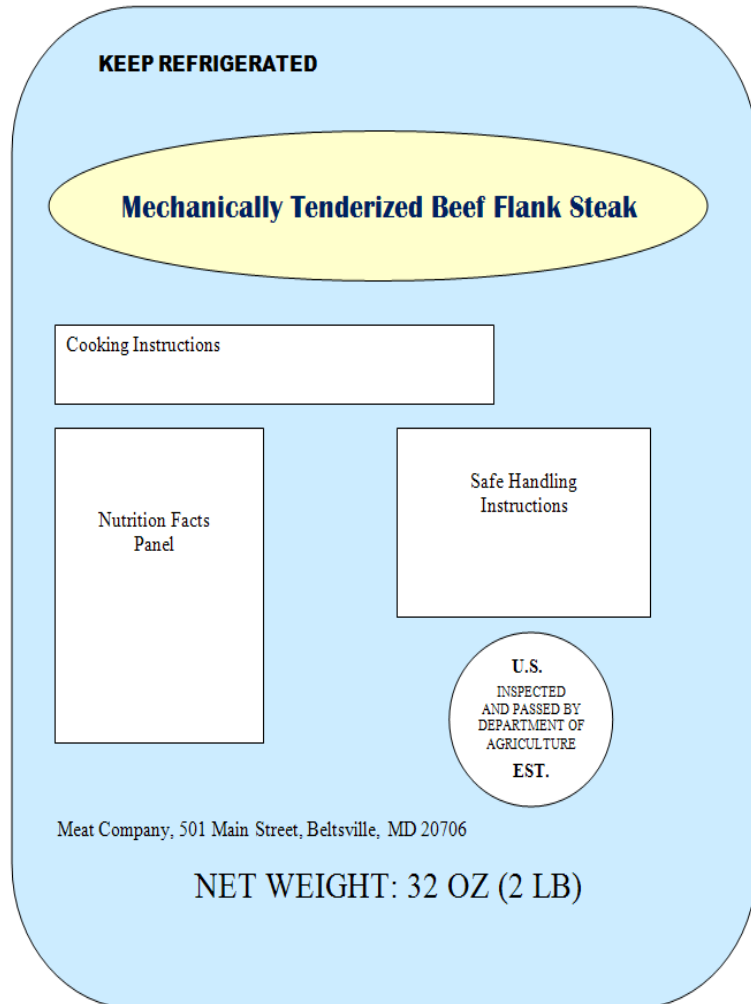 KEEP REFRIGERATED
Mechanically Tenderized Beef Flank Steak
Cooking Instructions
Nutrition Facts
Panel
Safe Handling
Instructions
U.S.
INSPECTED
AND PASSED BY
DEPARTMENT OF
AGRICULTURE
EST.
Meat Company, 501 Main Street, Beltsville, MD 20706
NET WEIGHT: 32 OZ (2 LB)